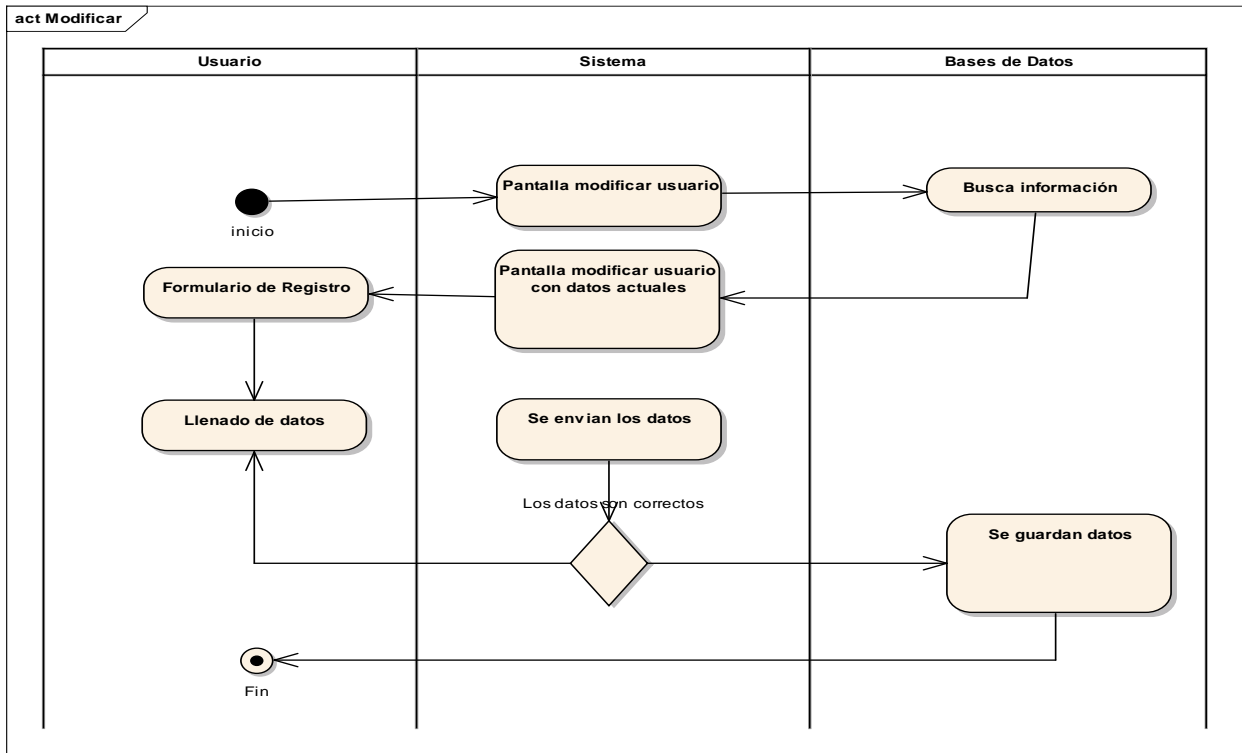 act Modificar
Usuario
Sistema
Bases de Datos
Pantalla modificar usuario
Busca información
inicio
Pantalla modificar usuario
con datos actuales
Formulario de Registro
Llenado de datos
Se envian los datos
Los datos son correctos
Se guardan datos
Fin